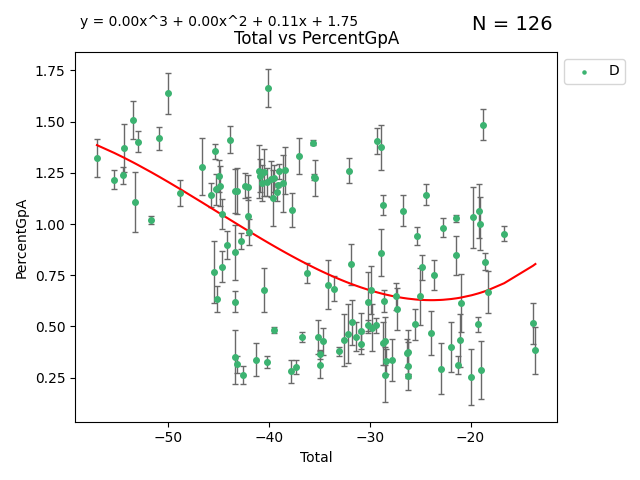 y = 0.00x^3 + 0.00x^2 + 0.11x + 1.75
N = 126
Total vs PercentGpA
D
PercentGpA
1.75
1.50
1.25
1.00
0.75
0.50
0.25
−50
−40
−30
−20
Total